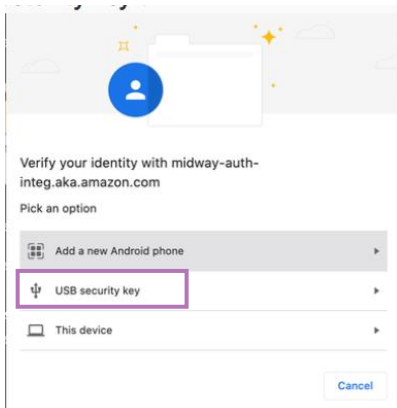 Verify your identity with midway-auth-
integ.aka.amazon.com
Pick an option
Add a new Android phone
USB security key
This device
Cancel